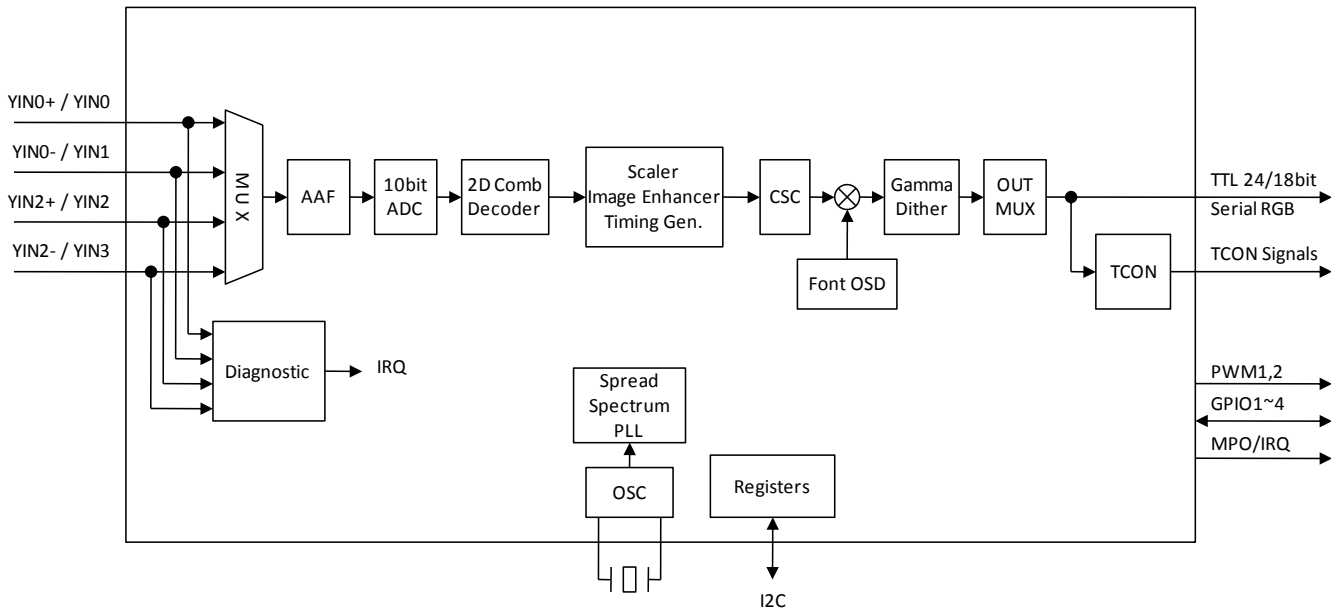 YIN0+ / YIN0
YIN0- / YIN1
YIN2+ / YIN2
YIN2- / YIN3
MUX
AAF
10bit
ADC
2D Comb
Decoder
Scaler
Image Enhancer
Timing Gen.
CSC
Gamma
Dither
OUT
MUX
TTL 24/18bit
Serial RGB
Font OSD
TCON
TCON Signals
Diagnostic
IRQ
Spread
Spectrum
PLL
OSC
Registers
I2C
PWM1,2
GPIO1~4
MPO/IRQ